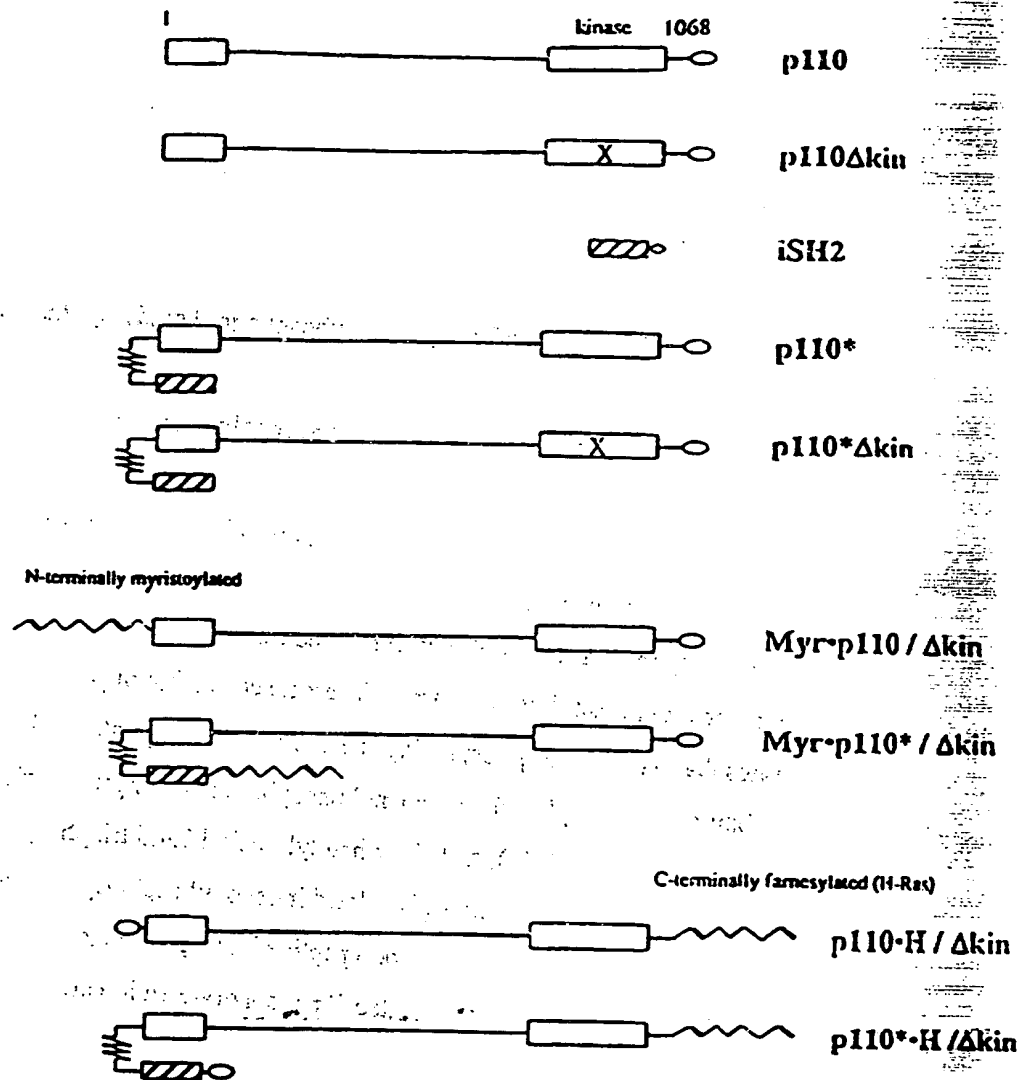 1
kinase 1068
p110
X
p110Δkin
iSH2
p110*
X
p110*Δkin
N-terminally myristoylated
Myr•p110 / Δkin
Myr•p110* / Δkin
C-terminally farnesylated (H-Ras)
p110•H / Δkin
p110*•H /Δkin